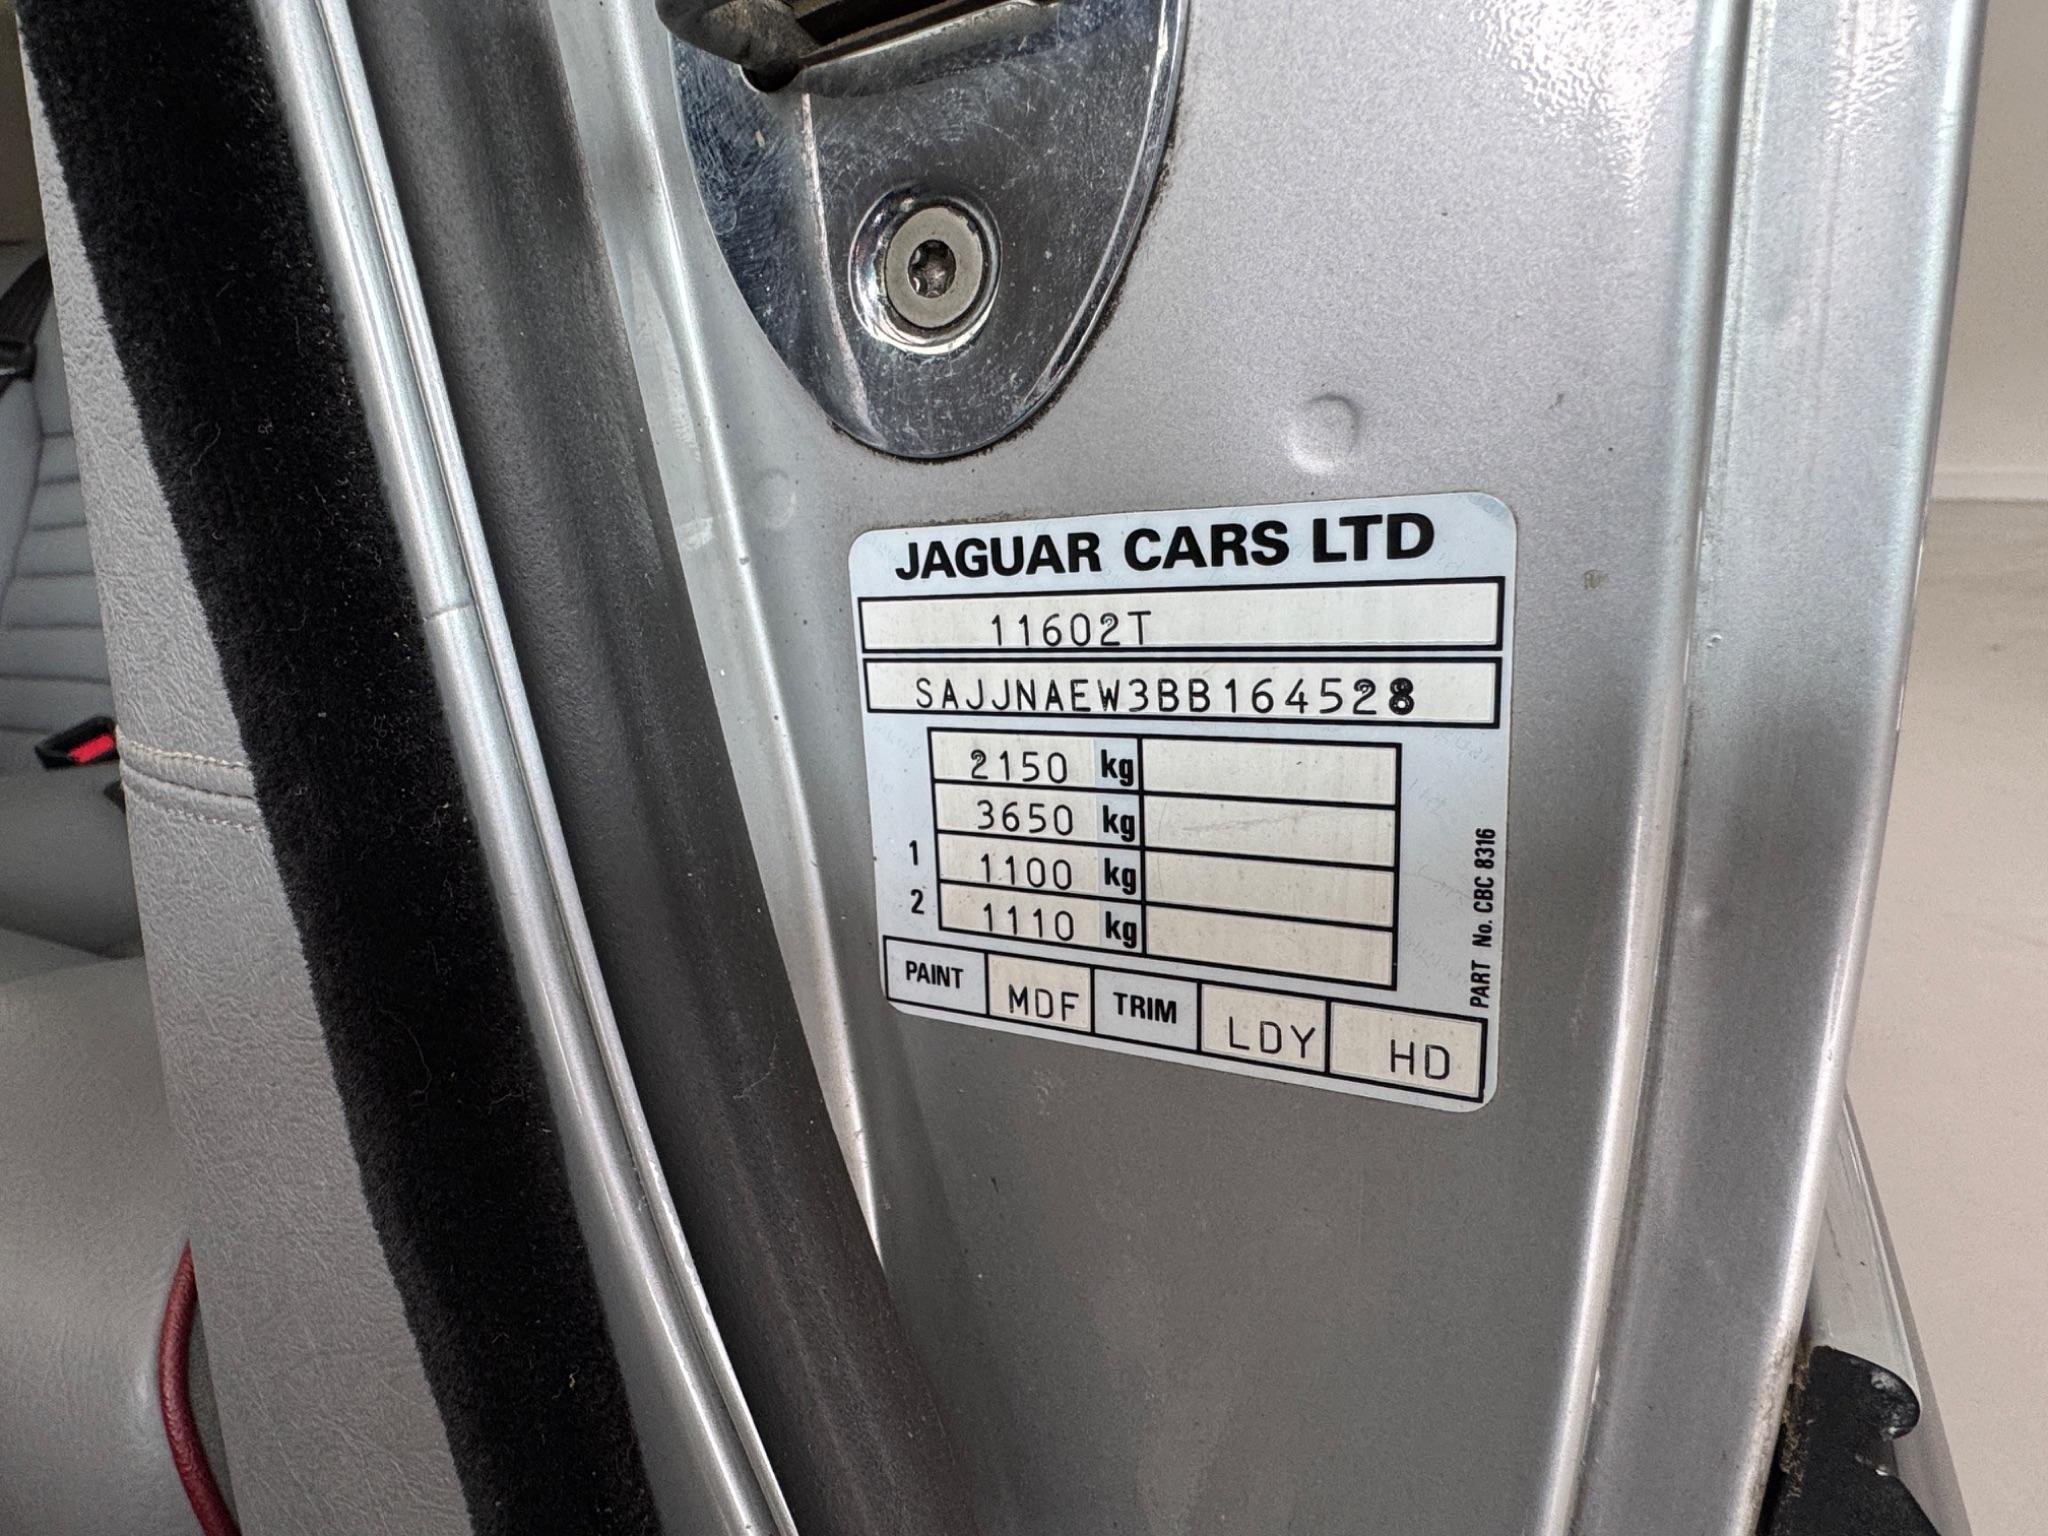 JAGUAR CARS LTD
11602T
SAJJNAEW3BB164528
2150 kg
3650 kg
1 1100 kg
2 1110 kg
PAINT MDF TRIM LDY HD
PART No. CBC 8316